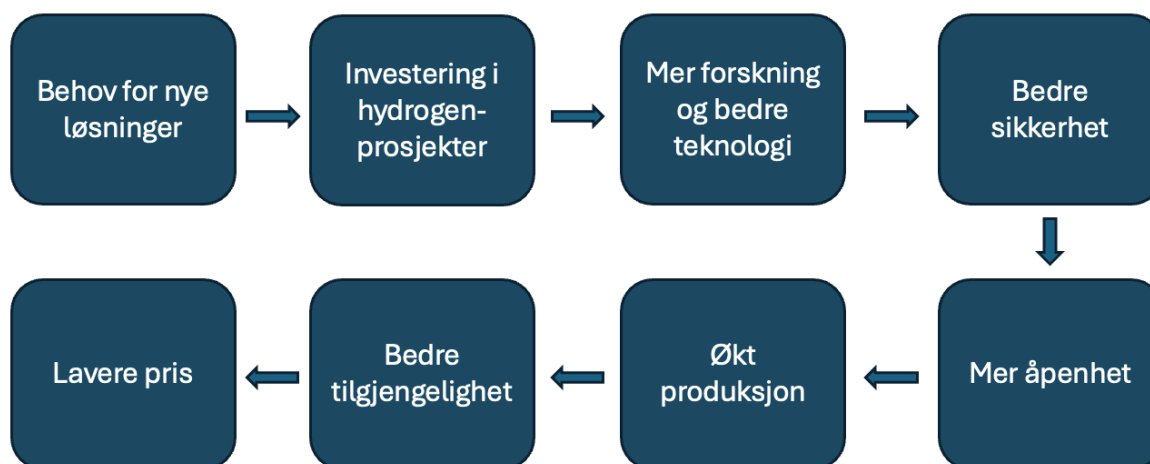 Behov for nye
løsninger
Investering i
hydrogen-
prosjekter
Mer forskning
og bedre
teknologi
Bedre
sikkerhet
Mer åpenhet
Økt
produksjon
Bedre
tilgjengelighet
Lavere pris